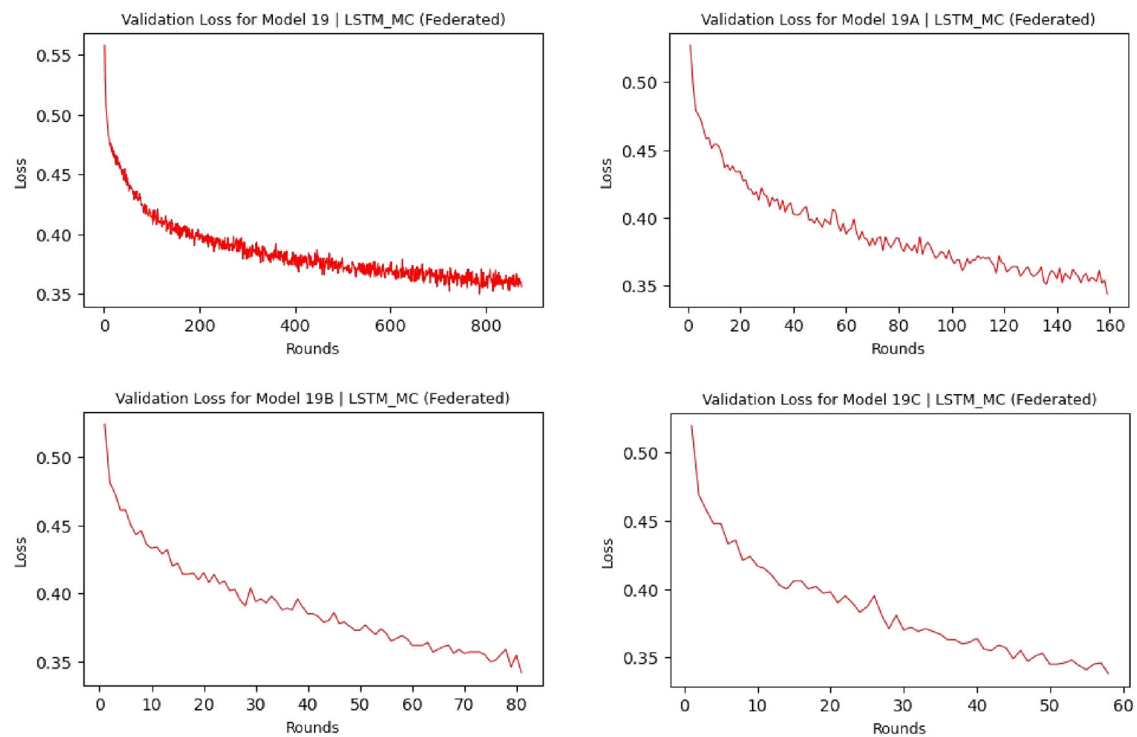 Validation Loss for Model 19 | LSTM_MC (Federated)
Loss
0.55
0.50
0.45
0.40
0.35
0 200 400 600 800
Rounds
Validation Loss for Model 19A | LSTM_MC (Federated)
Loss
0.50
0.45
0.40
0.35
0 20 40 60 80 100 120 140 160
Rounds
Validation Loss for Model 19B | LSTM_MC (Federated)
Loss
0.50
0.45
0.40
0.35
0 10 20 30 40 50 60 70 80
Rounds
Validation Loss for Model 19C | LSTM_MC (Federated)
Loss
0.50
0.45
0.40
0.35
0 10 20 30 40 50 60
Rounds